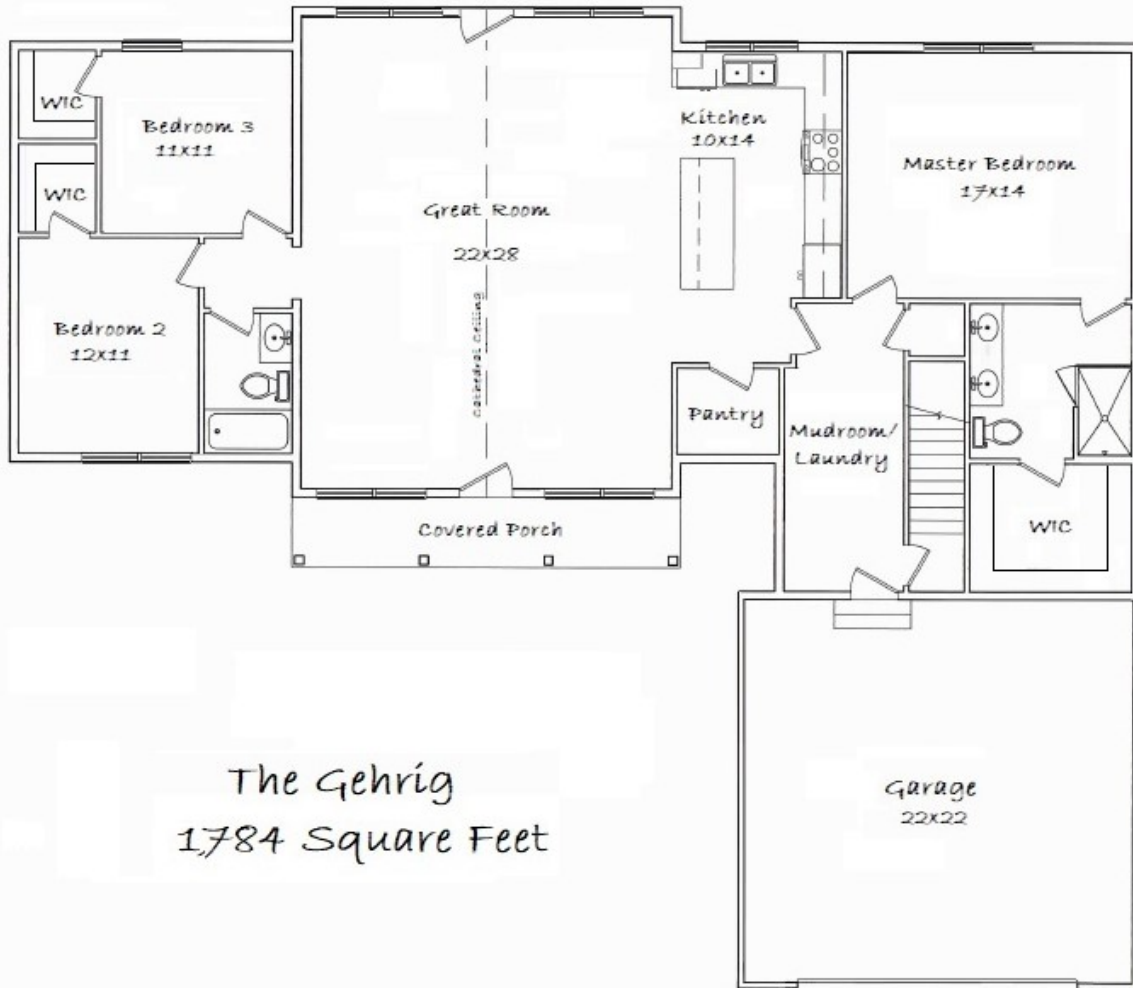 WIC
Bedroom 3
11x11
WIC
Bedroom 2
12x11
Great Room
22x28
Cathedral Ceiling
Kitchen
10x14
Master Bedroom
17x14
Pantry
Mudroom/
Laundry
WIC
Covered Porch
Garage
22x22
The Gehrig
1,784 Square Feet